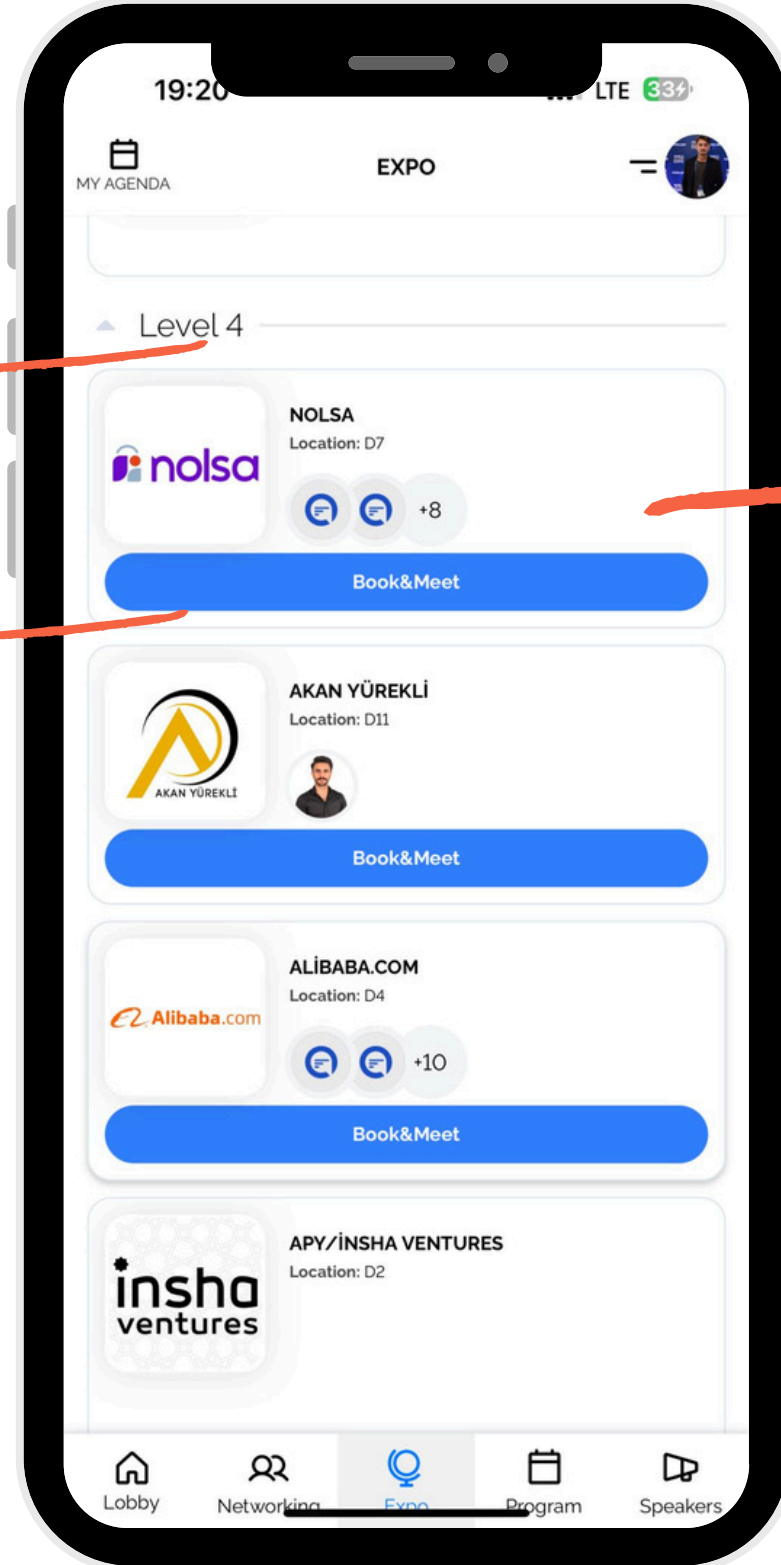 19:20
LTE 33
MY AGENDA
EXPO
Level 4
nolsa
NOLSA
Location: D7
+8
Book&Meet
AKAN YÜREKLİ
AKAN YÜREKLİ
Location: D11
Book&Meet
Alibaba.com
ALİBABA.COM
Location: D4
+10
Book&Meet
insha
ventures
APY/İNSHA VENTURES
Location: D2
Lobby
Networking
Expo
Program
Speakers